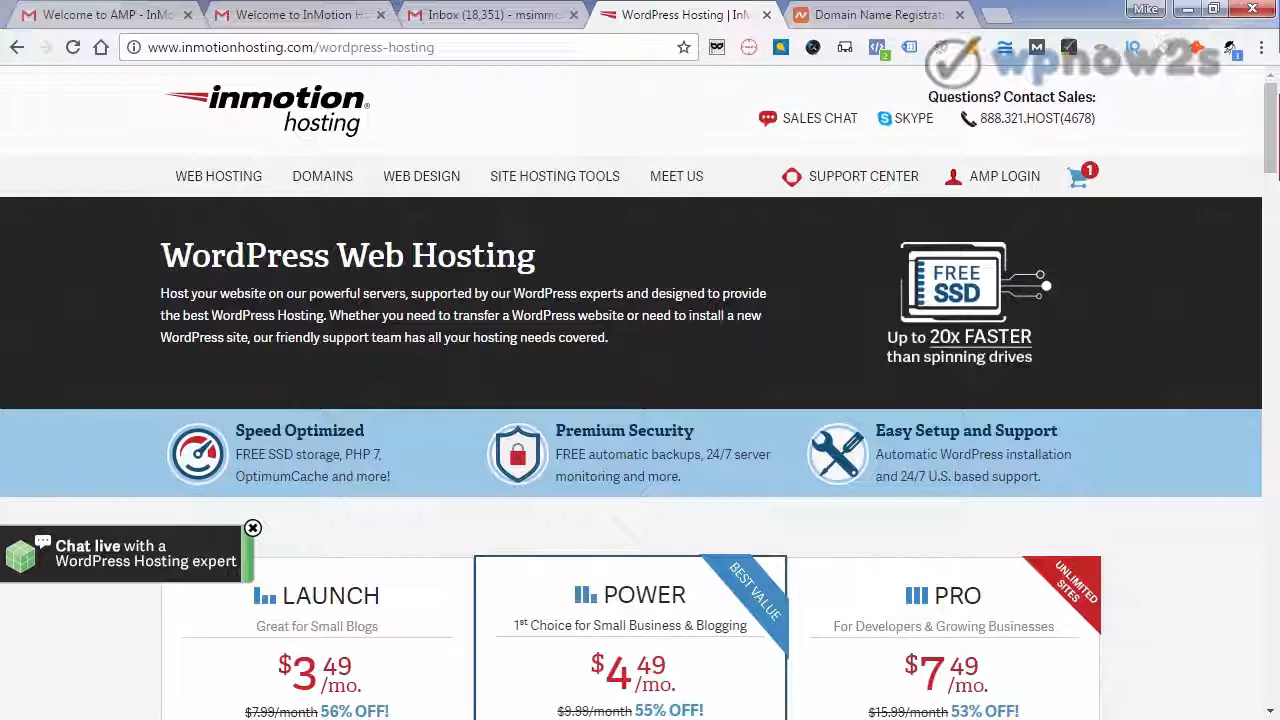 Welcome to AMP - InMo
Welcome to InMotion H
Inbox (18,351) - msimm
WordPress Hosting | InM
Domain Name Registrat
Mike
www.inmotionhosting.com/wordpress-hosting
2
3
wphow2s
inmotion
hosting
Questions? Contact Sales:
SALES CHAT
SKYPE
888.321.HOST(4678)
WEB HOSTING
DOMAINS
WEB DESIGN
SITE HOSTING TOOLS
MEET US
SUPPORT CENTER
AMP LOGIN
1
WordPress Web Hosting
Host your website on our powerful servers, supported by our WordPress experts and designed to provide
the best WordPress Hosting. Whether you need to transfer a WordPress website or need to install a new
WordPress site, our friendly support team has all your hosting needs covered.
FREE
SSD
Up to 20x FASTER
than spinning drives
Speed Optimized
FREE SSD storage, PHP 7,
OptimumCache and more!
Premium Security
FREE automatic backups, 24/7 server
monitoring and more.
Easy Setup and Support
Automatic WordPress installation
and 24/7 U.S. based support.
Chat live with a
WordPress Hosting expert
LAUNCH
Great for Small Blogs
$3.49
/mo.
$7.99/month 56% OFF!
BEST VALUE
POWER
1st Choice for Small Business & Blogging
$4.49
/mo.
$9.99/month 55% OFF!
UNLIMITED
SITES
PRO
For Developers & Growing Businesses
$7.49
/mo.
$15.99/month 53% OFF!